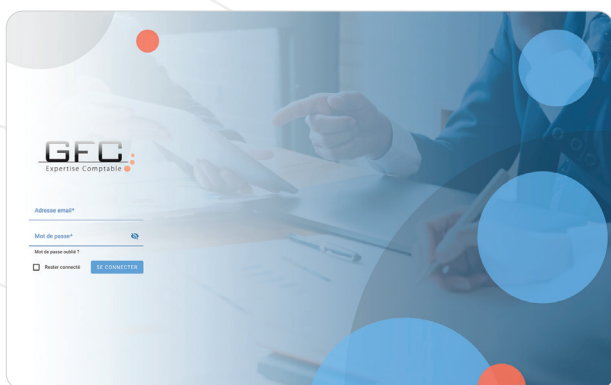 GFC
Expertise Comptable
Adresse email*
Mot de passe*
Mot de passe oublié ?
Rester connecté
SE CONNECTER